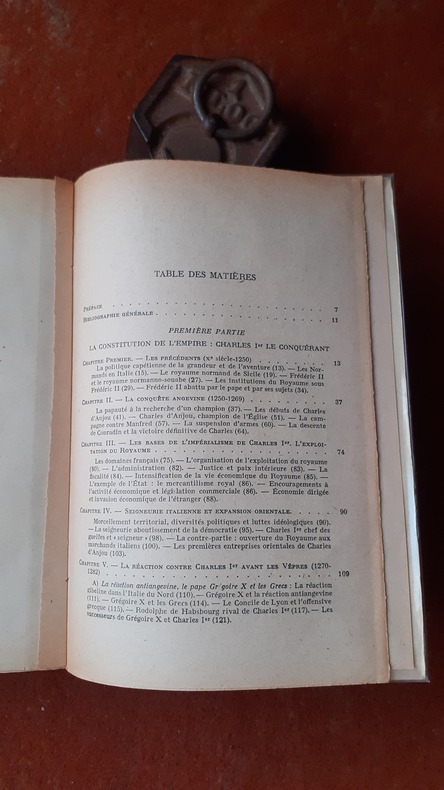 TABLE DES MATIÈRES
PRÉFACE . . . . . . . . . . . . . . . . 7
BIBLIOGRAPHIE GÉNÉRALE . . . . . . . . . . . . 11
PREMIÈRE PARTIE
LA CONSTITUTION DE L'EMPIRE : CHARLES Ier LE CONQUÉRANT
CHAPITRE PREMIER. — LES PRÉCÉDENTS (Xe siècle-1250) . . . . 13
La politique capétienne de la grandeur et de l'aventure (13). — Les Nor-
mands en Italie (15). — Le royaume normand de Sicile (19). — Frédéric II
et le royaume normanno-souabe (27). — Les institutions du Royaume sous
Frédéric II (29). — Frédéric II abattu par le pape et par ses sujets (34).
CHAPITRE II. — LA CONQUÊTE ANGEVINE (1250-1269) . . . . . 37
La papauté à la recherche d'un champion (37). — Les débuts de Charles
d'Anjou (41). — Charles d'Anjou, champion de l'Église (51). — La cam-
pagne contre Manfred (57). — La suspension d'armes (60). — La descente
de Conradin et la victoire définitive de Charles (64).
CHAPITRE III. — LES BASES DE L'IMPÉRIALISME DE CHARLES Ier. L'EXPLOI-
TATION DU ROYAUME . . . . . . . . . . . . . 74
Les domaines français (75). — L'organisation de l'exploitation du royaume
(80). — L'administration (82). — Justice et paix intérieure (83). — La
fiscalité (84). — Intensification de la vie économique du Royaume (85). —
L'exemple de l'État : le mercantilisme royal (86). — Encouragements à
l'activité économique et législation commerciale (86). — Économie dirigée
et invasion économique de l'étranger (88).
CHAPITRE IV. — SEIGNEURIE ITALIENNE ET EXPANSION ORIENTALE. . . . 90
Morcellement territorial, diversités politiques et luttes idéologiques (90).
— La seigneurie aboutissement de la démocratie (95). — Charles Ier chef des
guelfes et « seigneur » (98). — La contre-partie : ouverture du Royaume aux
marchands italiens (100). — Les premières entreprises orientales de Charles
d'Anjou (103).
CHAPITRE V. — LA RÉACTION CONTRE CHARLES Ier AVANT LES VÊPRES (1270-
1282) . . . . . . . . . . . . . . . . 109
A) La réaction antiangevine, le pape Grégoire X et les Grecs : La réaction
gibeline dans l'Italie du Nord (110). — Grégoire X et la réaction antiangevine
(111). — Grégoire X et les Grecs (114). — Le Concile de Lyon et l'offensive
grecque (115). — Rodolphe de Habsbourg rival de Charles Ier (117). — Les
successeurs de Grégoire X et Charles Ier (121).